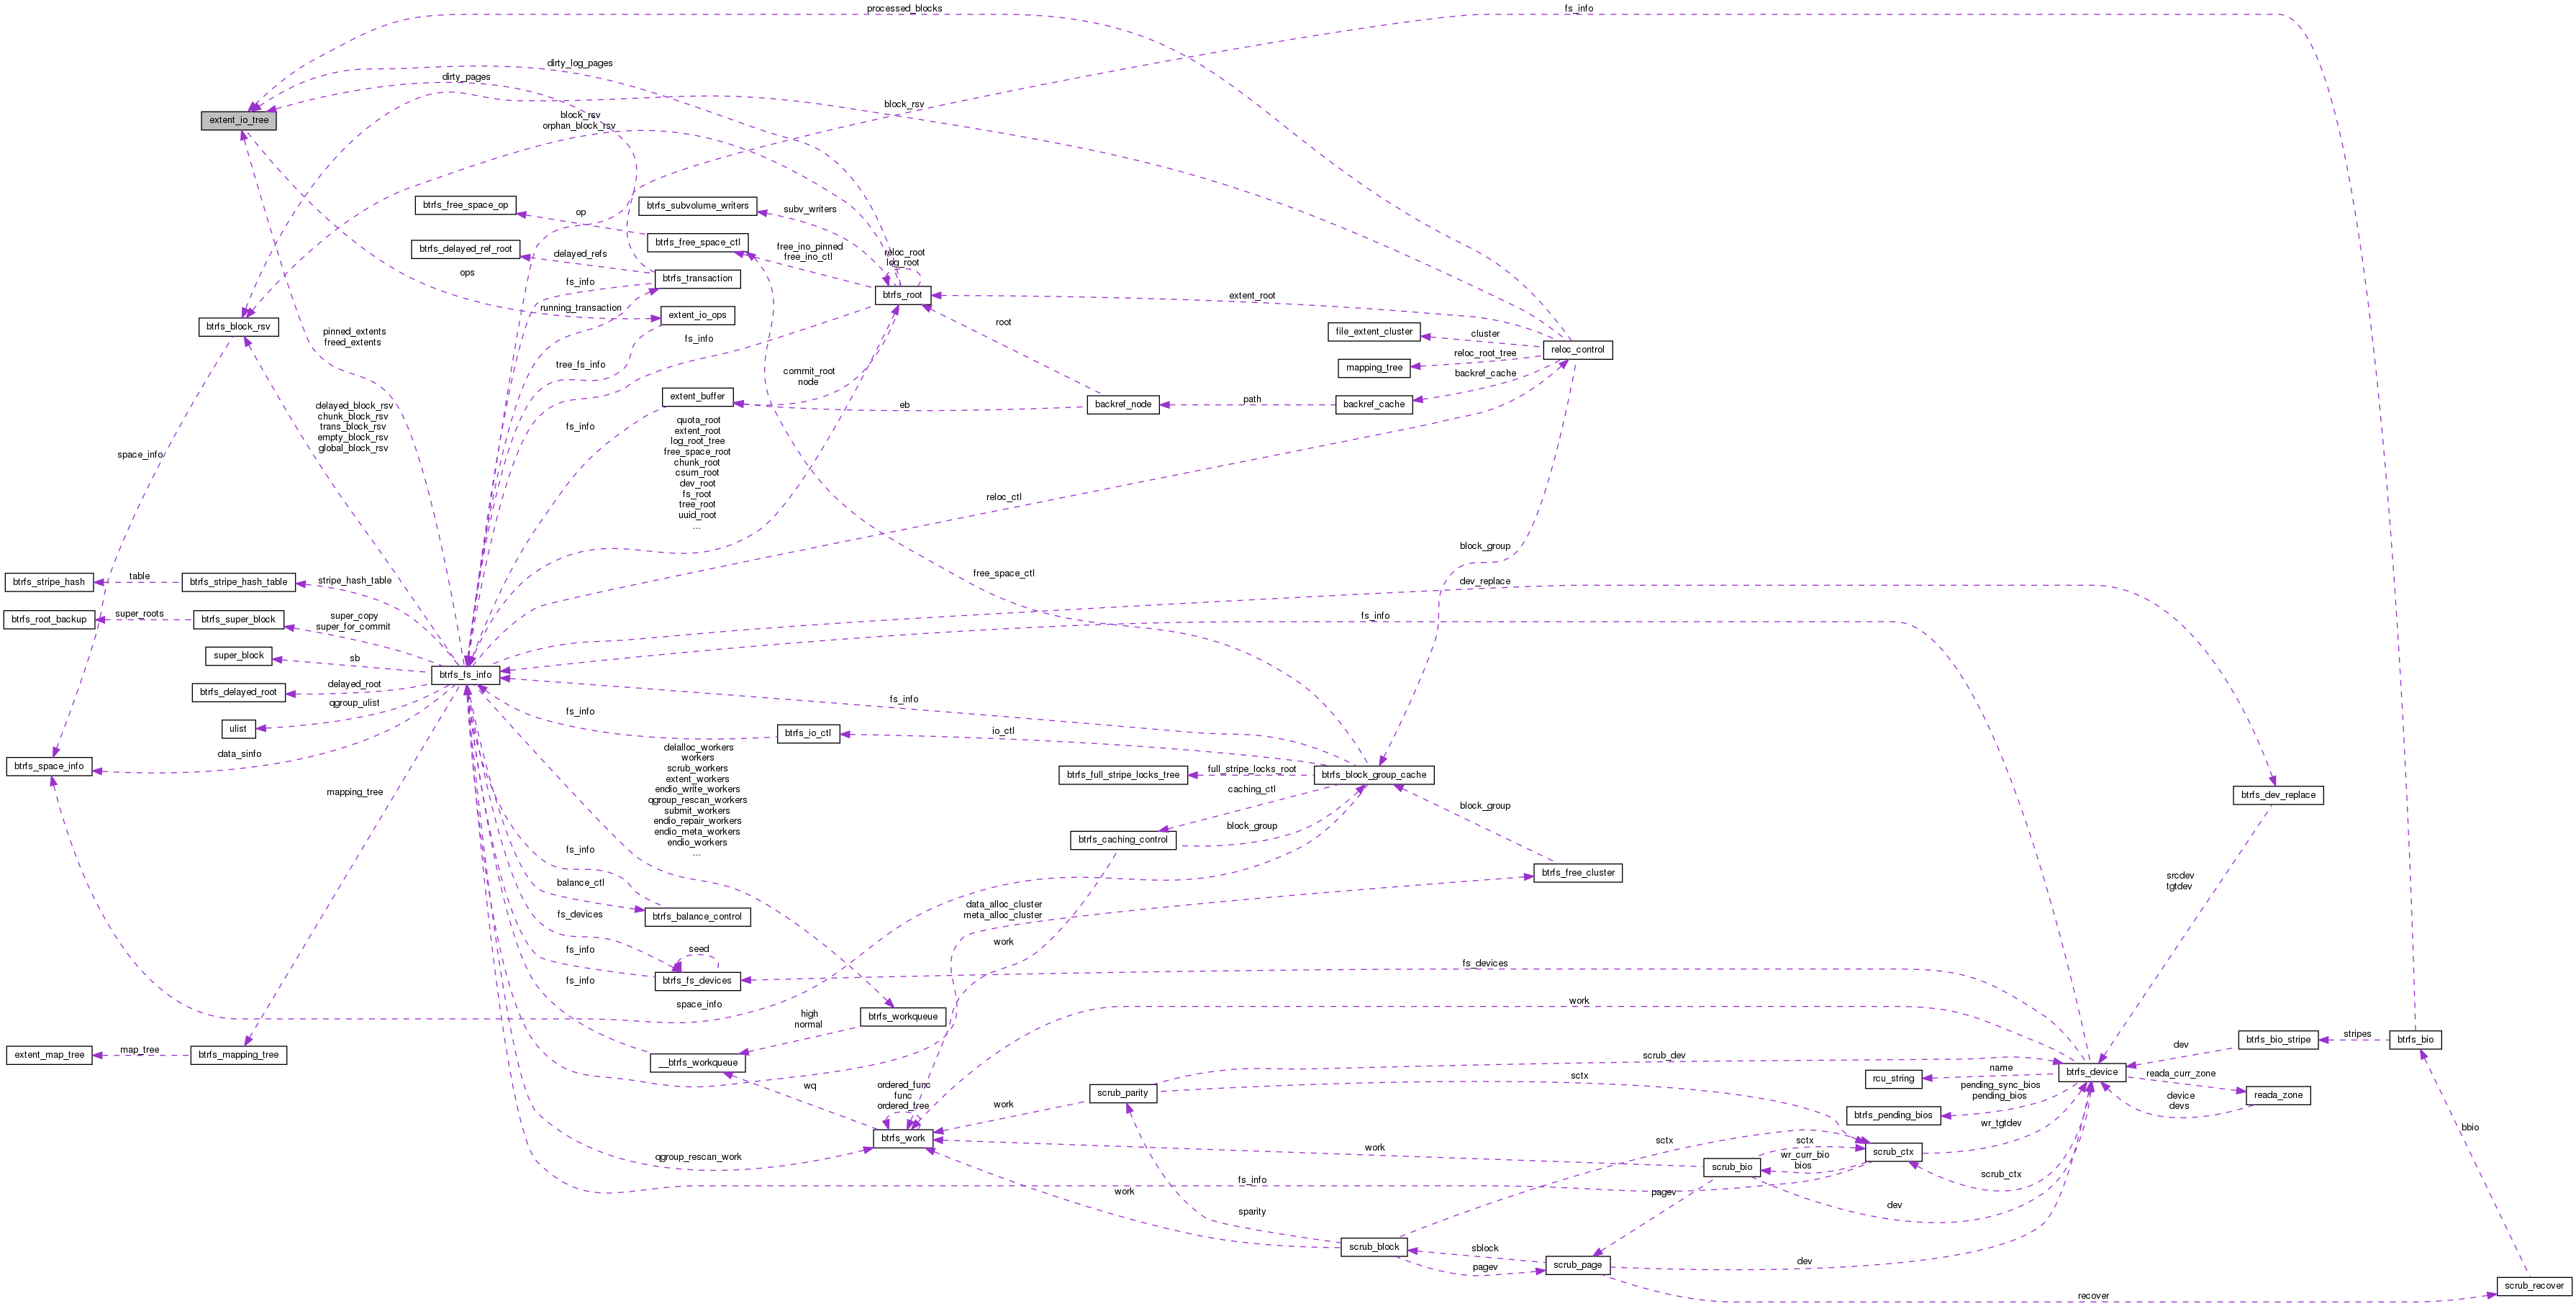 processed_blocks
fs_info
dirty_log_pages
dirty_pages
block_rsv
block_rsv
orphan_block_rsv
extent_io_tree
btrfs_free_space_op
op
btrfs_subvolume_writers
subv_writers
btrfs_free_space_ctl
btrfs_delayed_ref_root
delayed_refs
free_ino_pinned
free_ino_ctl
reloc_root
log_root
ops
btrfs_transaction
fs_info
btrfs_root
extent_root
running_transaction
extent_io_ops
btrfs_block_rsv
root
file_extent_cluster
cluster
reloc_control
pinned_extents
freed_extents
fs_info
tree_fs_info
mapping_tree
reloc_root_tree
commit_root
node
backref_cache
extent_buffer
eb
backref_node
path
backref_cache
delayed_block_rsv
chunk_block_rsv
trans_block_rsv
empty_block_rsv
global_block_rsv
fs_info
quota_root
extent_root
log_root_tree
free_space_root
chunk_root
csum_root
dev_root
fs_root
tree_root
uuid_root
...
space_info
reloc_ctl
block_group
free_space_ctl
btrfs_stripe_hash
table
btrfs_stripe_hash_table
stripe_hash_table
dev_replace
btrfs_root_backup
super_roots
btrfs_super_block
super_copy
super_for_commit
fs_info
super_block
sb
btrfs_fs_info
btrfs_delayed_root
delayed_root
qgroup_ulist
fs_info
ulist
fs_info
btrfs_io_ctl
io_ctl
data_sinfo
btrfs_space_info
delalloc_workers
workers
scrub_workers
extent_workers
endio_write_workers
qgroup_rescan_workers
submit_workers
endio_repair_workers
endio_meta_workers
endio_workers
...
btrfs_full_stripe_locks_tree
full_stripe_locks_root
btrfs_block_group_cache
mapping_tree
caching_ctl
btrfs_dev_replace
block_group
btrfs_caching_control
block_group
fs_info
btrfs_free_cluster
balance_ctl
srcdev
tgtdev
btrfs_balance_control
data_alloc_cluster
meta_alloc_cluster
fs_devices
work
fs_info
seed
fs_devices
btrfs_fs_devices
fs_info
space_info
work
high
normal
btrfs_workqueue
stripes
btrfs_bio
btrfs_bio_stripe
dev
extent_map_tree
map_tree
btrfs_mapping_tree
__btrfs_workqueue
scrub_dev
btrfs_device
rcu_string
name
reada_curr_zone
sctx
wq
ordered_func
func
ordered_free
scrub_parity
work
pending_sync_bios
pending_bios
device
devs
reada_zone
btrfs_pending_bios
wr_tgtdev
bbio
btrfs_work
sctx
sctx
work
qgroup_rescan_work
wr_curr_bio
bios
scrub_ctx
scrub_bio
scrub_ctx
fs_info
work
pagev
dev
sparity
scrub_block
sblock
pagev
scrub_page
dev
scrub_recover
recover